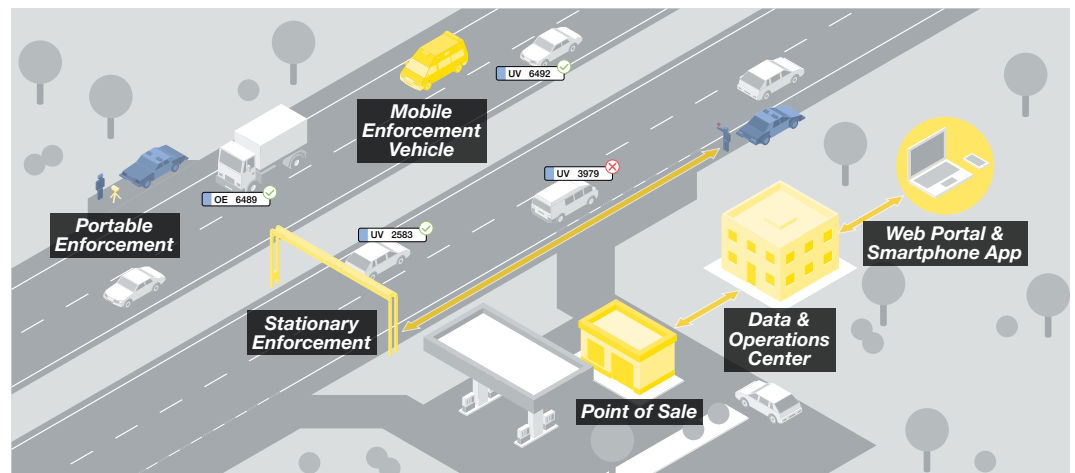 UV 6492
Mobile
Enforcement
Vehicle
UV 3979
OE 6489
Portable
Enforcement
UV 2583
Web Portal &
Smartphone App
Stationary
Enforcement
Data &
Operations
Center
Point of Sale